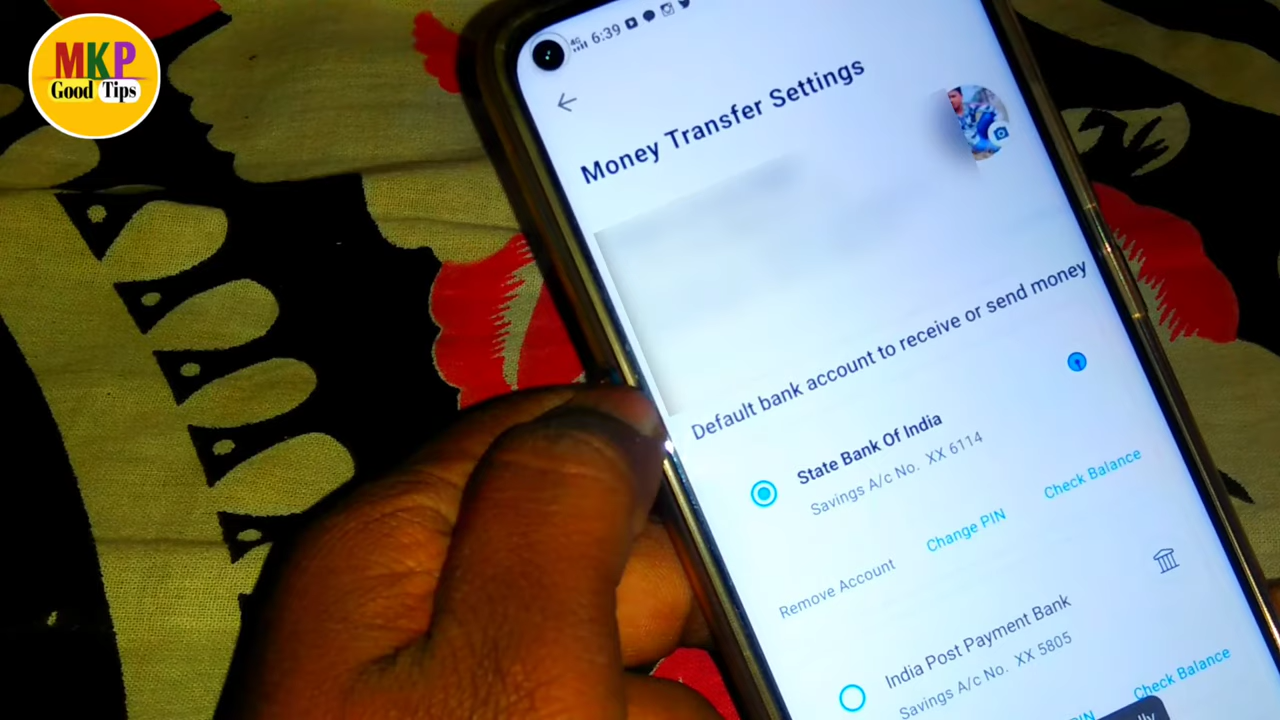 MKP
Good Tips
4G 6:39
Money Transfer Settings
Default bank account to receive or send money
State Bank Of India
Savings A/c No. XX 6114
Remove Account Change PIN Check Balance
India Post Payment Bank
Savings A/c No. XX 5805
PIN Check Balance